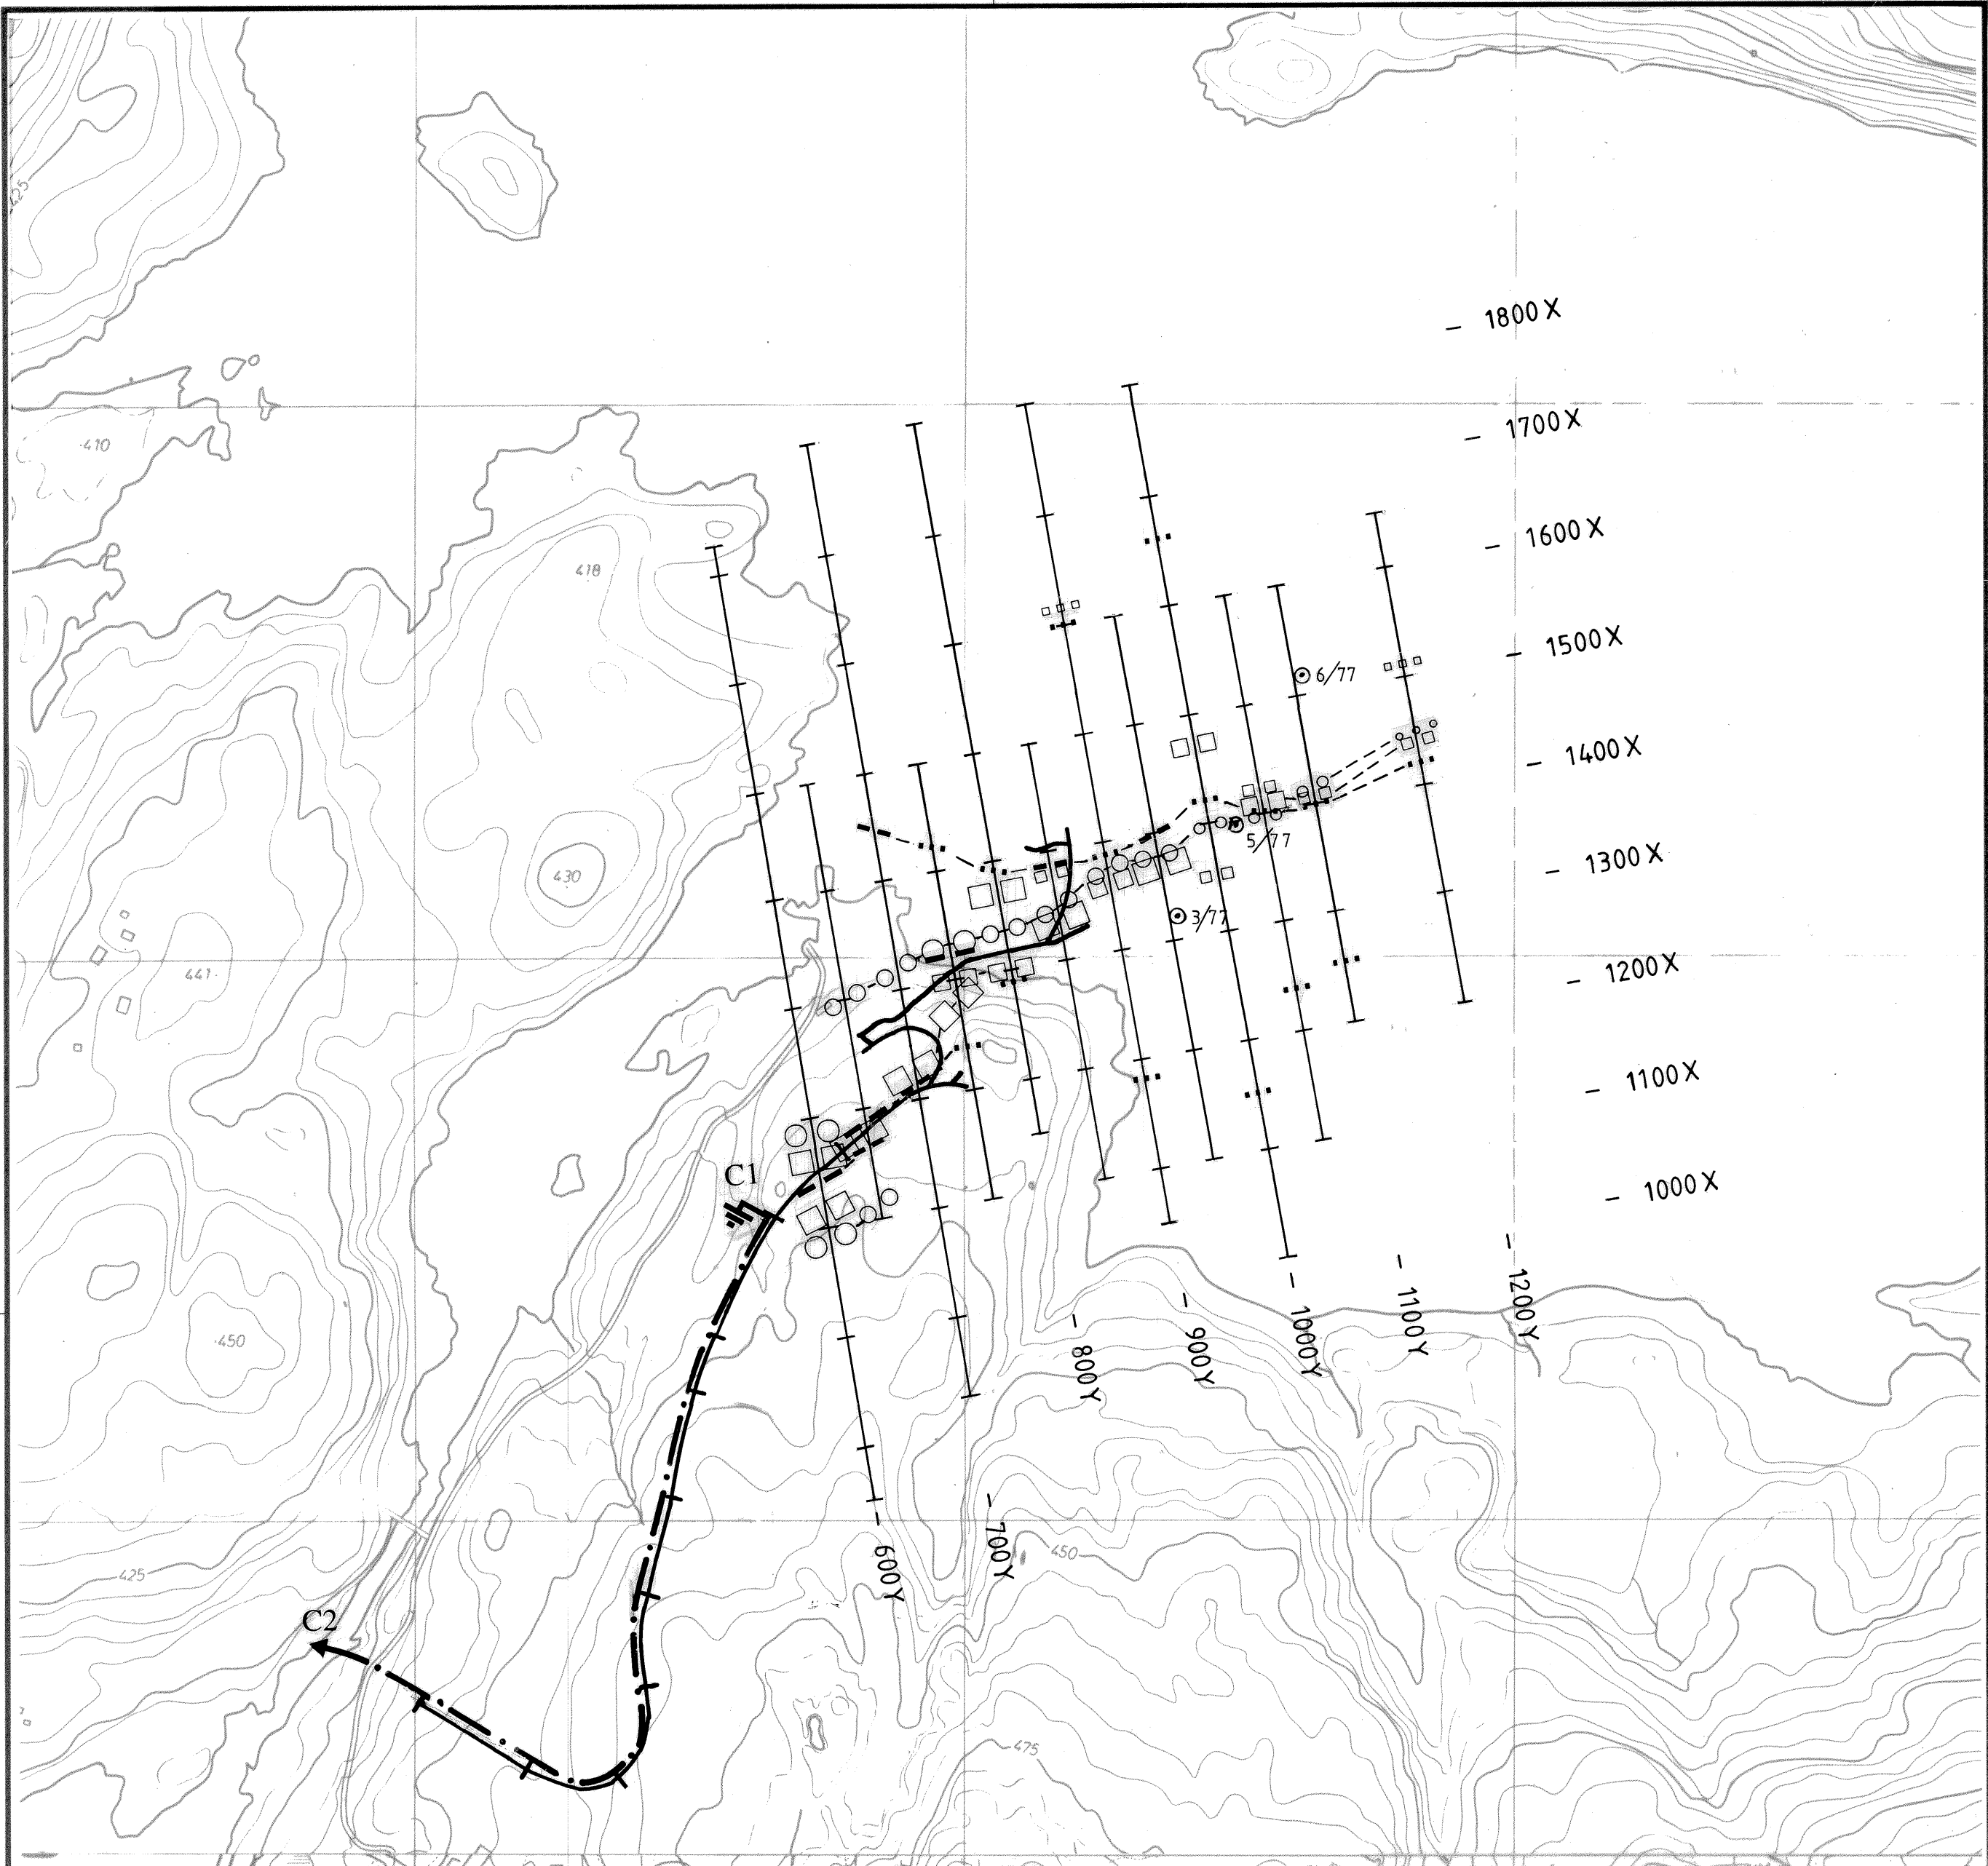 425
1800 X
1700 X
410
1600 X
418
1500 X
6/77
1400 X
5/77
1300 X
430
3/77
441
1200 X
1100 X
C1
1000 X
450
1200 Y
1100 Y
1000 Y
900 Y
800 Y
700 Y
600 Y
450
425
C2
475